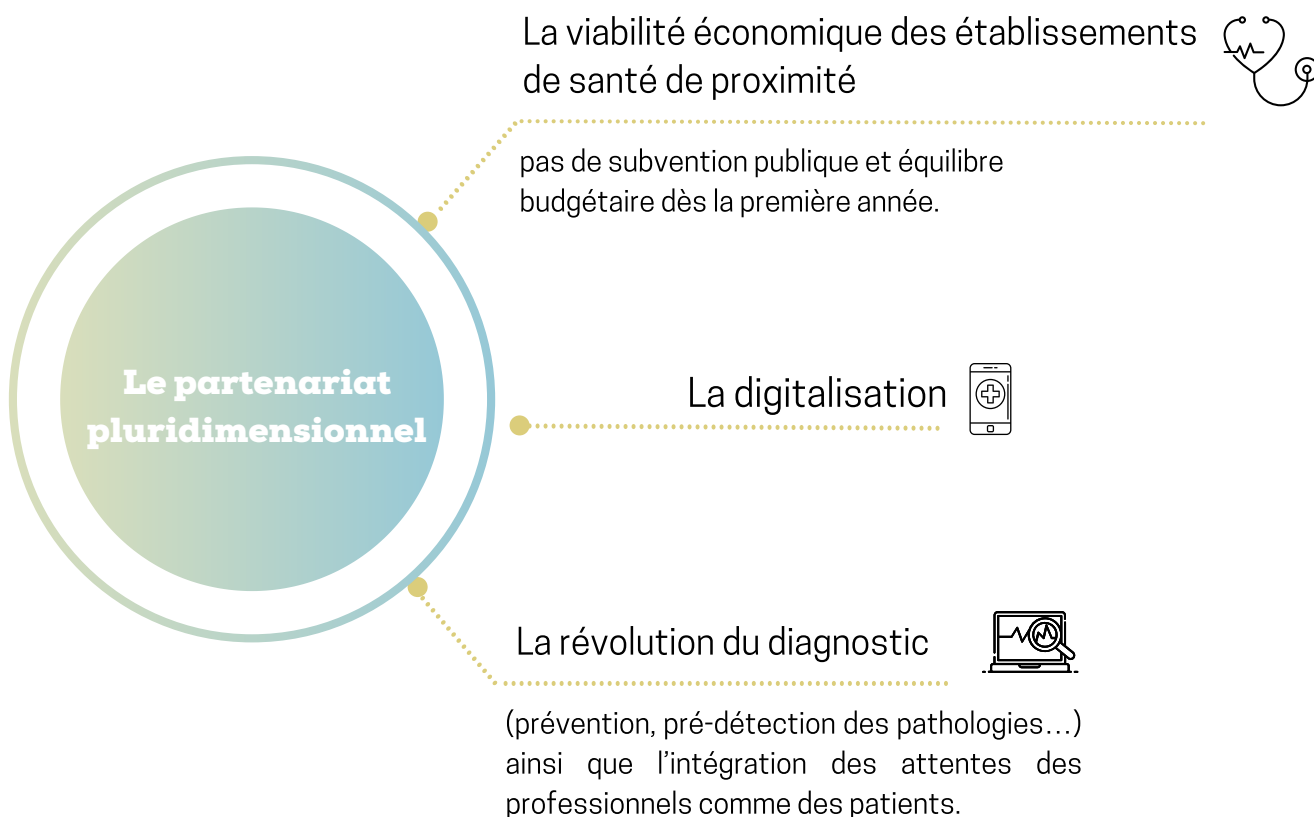 La viabilité économique des établissements
de santé de proximité
pas de subvention publique et équilibre
budgétaire dès la première année.
Le partenariat
pluridimensionnel
La digitalisation
La révolution du diagnostic
(prévention, pré-détection des pathologies...)
ainsi que l'intégration des attentes des
professionnels comme des patients.